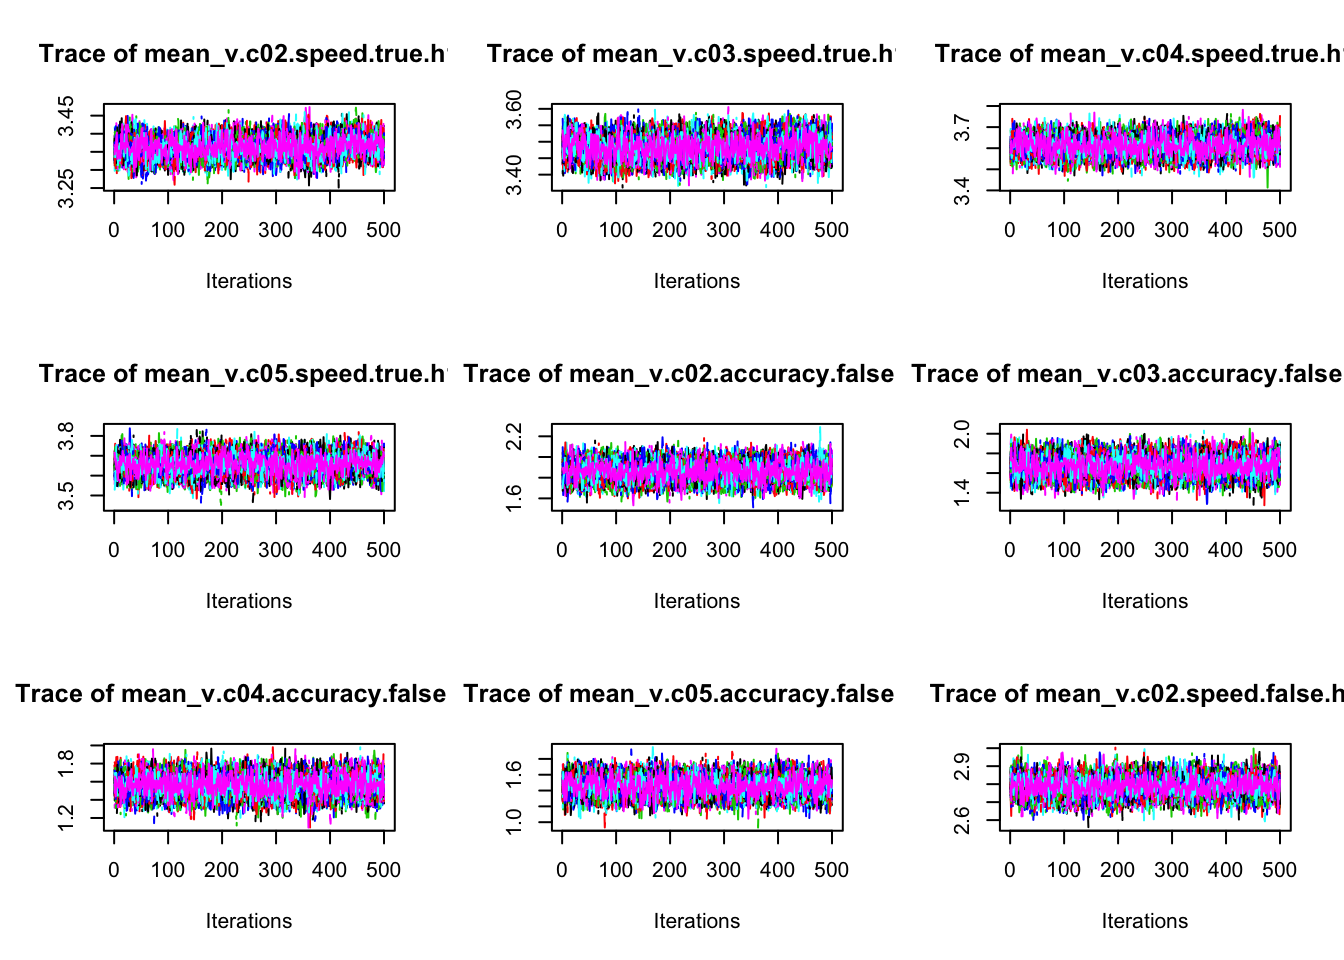 Trace of mean_v.c02.speed.true.h
Trace of mean_v.c03.speed.true.h
Trace of mean_v.c04.speed.true.h
3.45
3.25
3.60
3.40
3.7
3.4
0 100 200 300 400 500
0 100 200 300 400 500
0 100 200 300 400 500
Iterations
Iterations
Iterations
Trace of mean_v.c05.speed.true.h
Trace of mean_v.c02.accuracy.false
Trace of mean_v.c03.accuracy.false
3.8
3.5
2.2
1.6
2.0
1.4
0 100 200 300 400 500
0 100 200 300 400 500
0 100 200 300 400 500
Iterations
Iterations
Iterations
Trace of mean_v.c04.accuracy.false
Trace of mean_v.c05.accuracy.false
Trace of mean_v.c02.speed.false.h
1.8
1.2
1.6
1.0
2.9
2.6
0 100 200 300 400 500
0 100 200 300 400 500
0 100 200 300 400 500
Iterations
Iterations
Iterations